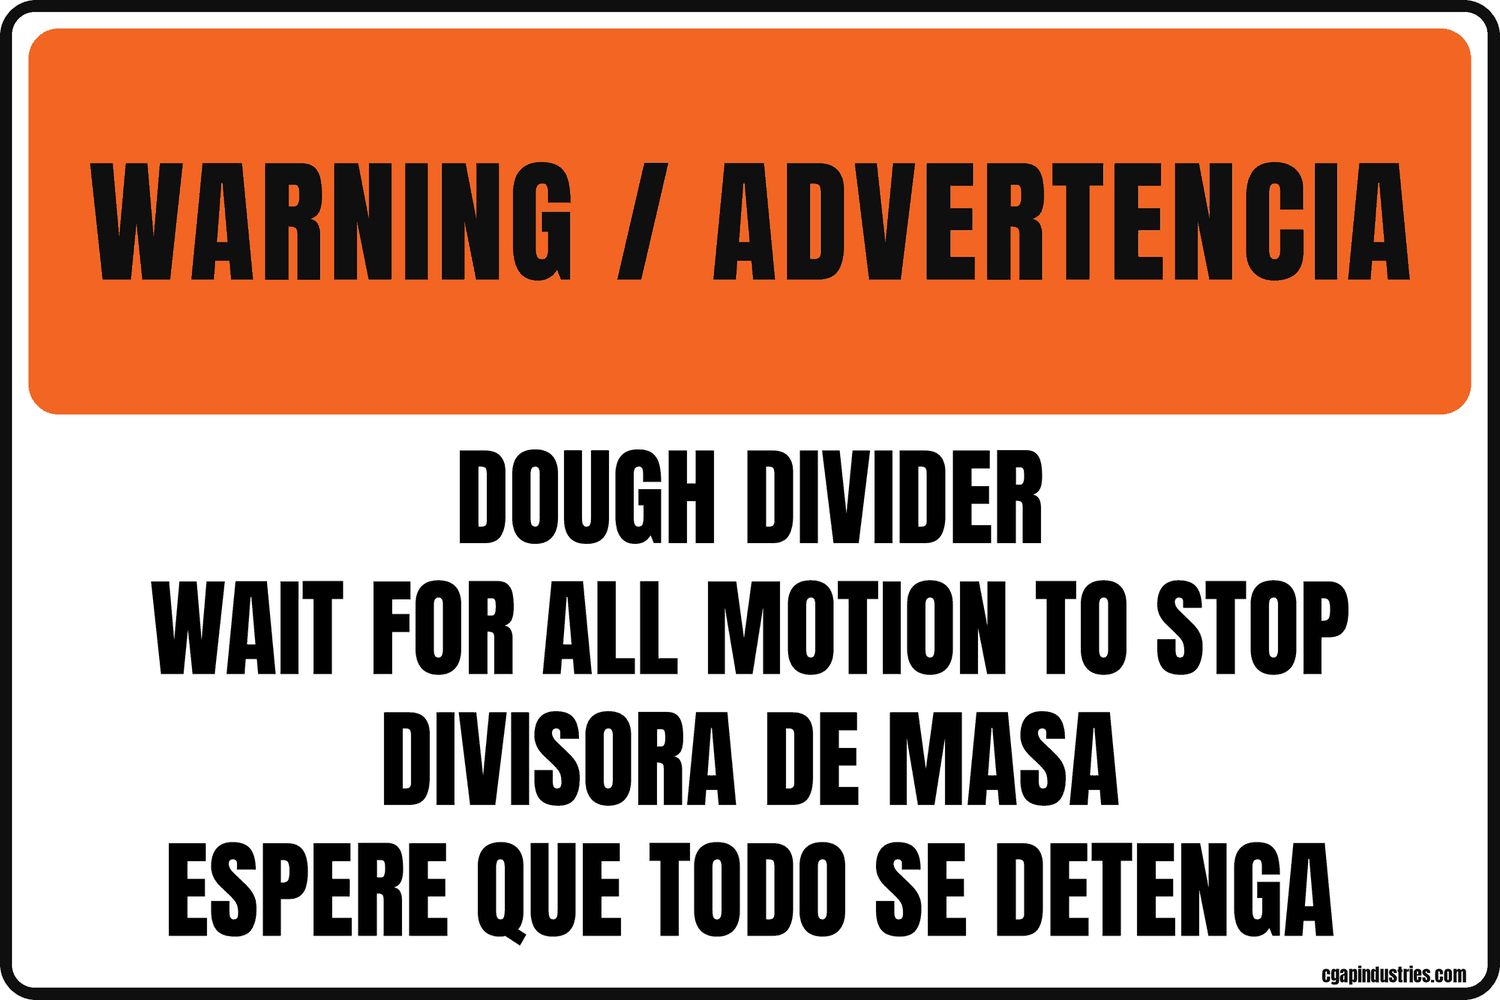 WARNING / ADVERTENCIA
DOUGH DIVIDER
WAIT FOR ALL MOTION TO STOP
DIVISORA DE MASA
ESPERE QUE TODO SE DETENGA
cgapindustries.com